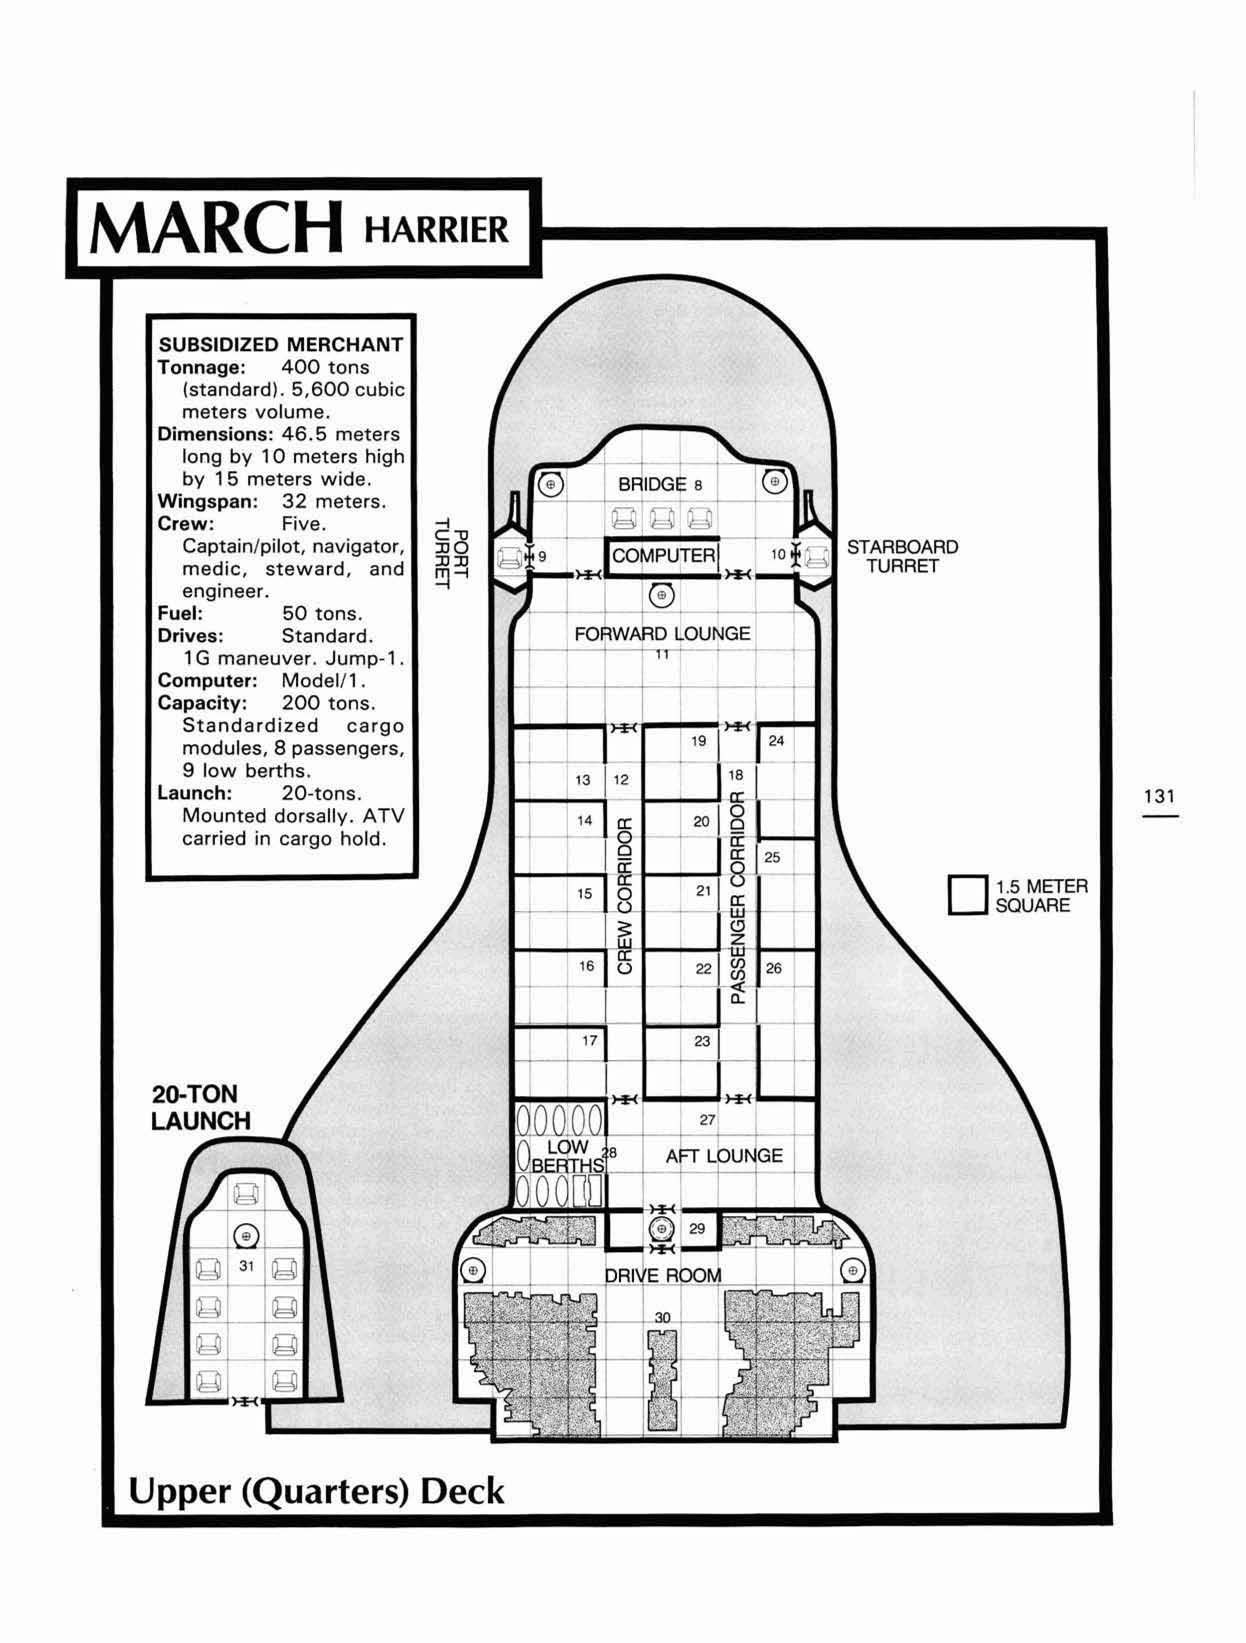 MARCH HARRIER
SUBSIDIZED MERCHANT
Tonnage: 400 tons
(standard). 5,600 cubic
meters volume.
Dimensions: 46.5 meters
long by 10 meters high
by 15 meters wide.
Wingspan: 32 meters.
Crew: Five.
Captain/pilot, navigator,
medic, steward, and
engineer.
Fuel: 50 tons.
Drives: Standard.
1G maneuver. Jump-1.
Computer: Model/1.
Capacity: 200 tons.
Standardized cargo
modules, 8 passengers,
9 low berths.
Launch: 20-tons.
Mounted dorsally. ATV
carried in cargo hold.
BRIDGE 8
PORT
TURRET
9
COMPUTER
10
STARBOARD
TURRET
FORWARD LOUNGE
11
19
24
13
12
18
14
20
25
15
21
CREW CORRIDOR
PASSENGER CORRIDOR
16
22
26
17
23
131
1.5 METER
SQUARE
20-TON
LAUNCH
27
LOW
BERTHS
28
AFT LOUNGE
29
31
DRIVE ROOM
30
Upper (Quarters) Deck